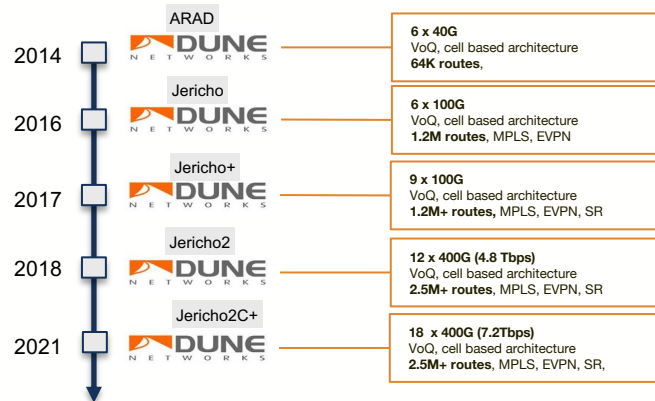 ARAD
2014
DUNE
NETWORKS
6 x 40G
VoQ, cell based architecture
64K routes,
Jericho
2016
DUNE
NETWORKS
6 x 100G
VoQ, cell based architecture
1.2M routes, MPLS, EVPN
Jericho+
2017
DUNE
NETWORKS
9 x 100G
VoQ, cell based architecture
1.2M+ routes, MPLS, EVPN, SR
Jericho2
2018
DUNE
NETWORKS
12 x 400G (4.8 Tbps)
VoQ, cell based architecture
2.5M+ routes, MPLS, EVPN, SR
Jericho2C+
2021
DUNE
NETWORKS
18 x 400G (7.2Tbps)
VoQ, cell based architecture
2.5M+ routes, MPLS, EVPN, SR,